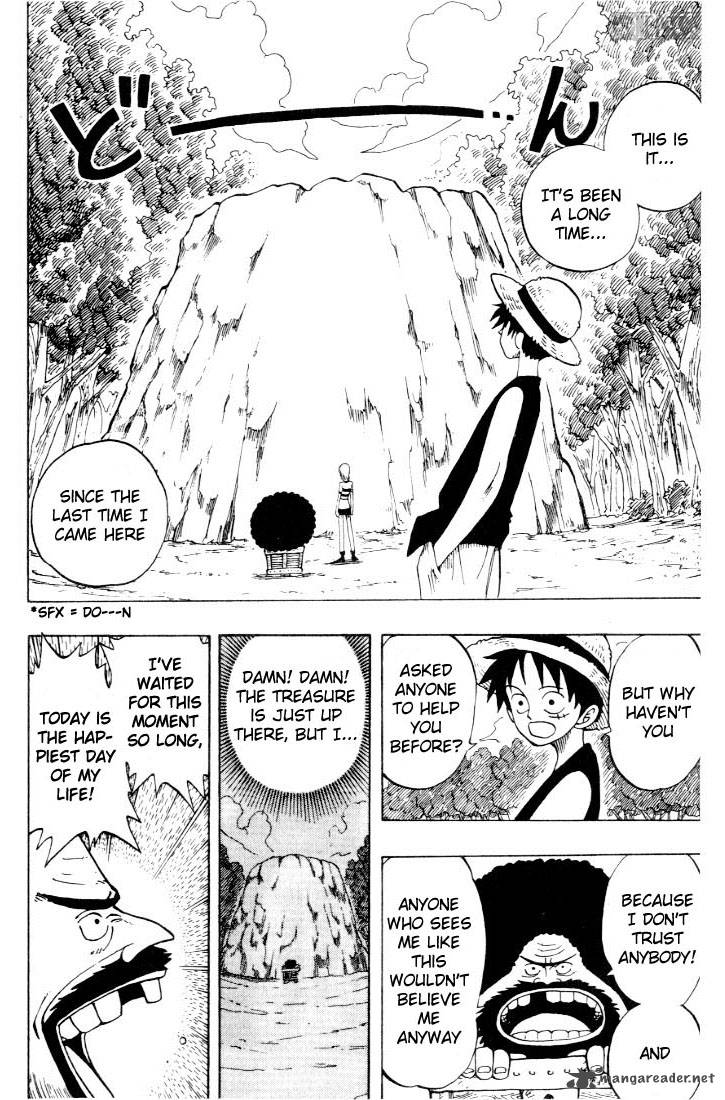 ど
ー
ん
THIS IS
IT...
IT'S BEEN
A LONG
TIME...
SINCE THE
LAST TIME I
CAME HERE
*SFX = DO---N
BUT WHY
HAVEN'T
YOU
ASKED
ANYONE
TO HELP
YOU
BEFORE?
BECAUSE
I DON'T
TRUST
ANYBODY!
AND
ANYONE
WHO SEES
ME LIKE
THIS
WOULDN'T
BELIEVE
ME
ANYWAY
DAMN! DAMN!
THE TREASURE
IS JUST UP
THERE, BUT I...
I'VE
WAITED
FOR THIS
MOMENT
SO LONG,
TODAY IS
THE HAP-
PIEST DAY
OF MY
LIFE!
mangareader.net